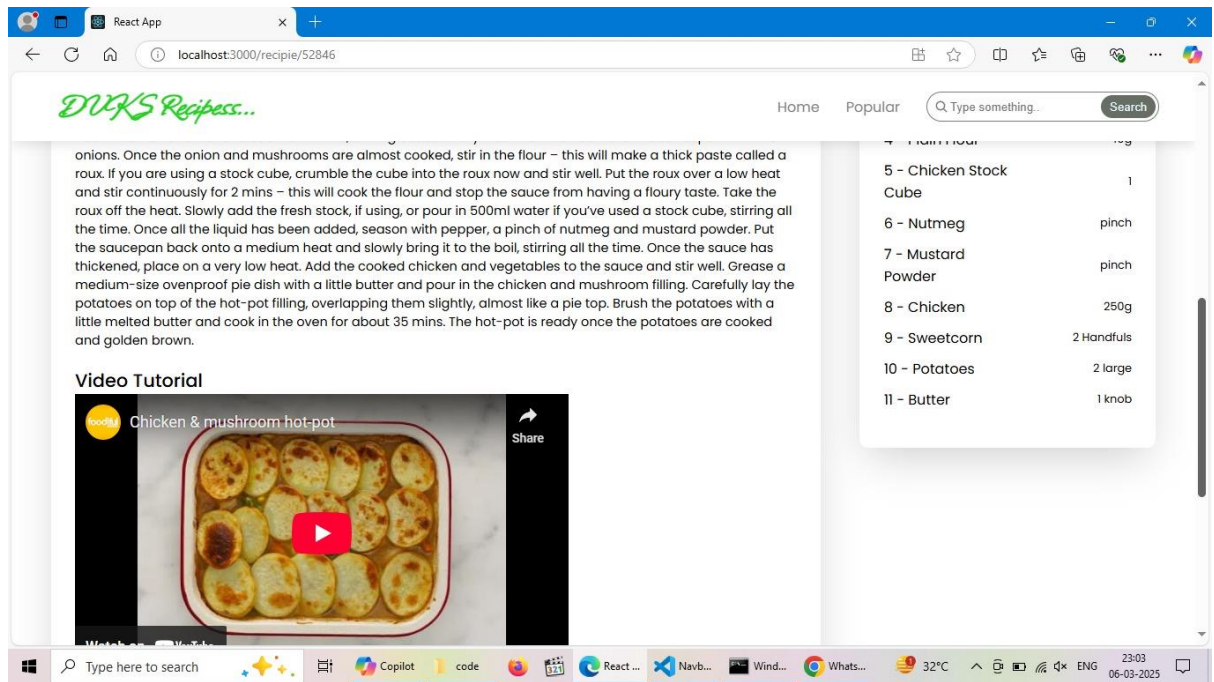 React App
localhost:3000/recipie/52846
DUKS Recipess...
Home
Popular
Type something..
Search
onions. Once the onion and mushrooms are almost cooked, stir in the flour – this will make a thick paste called a
roux. If you are using a stock cube, crumble the cube into the roux now and stir well. Put the roux over a low heat
and stir continuously for 2 mins – this will cook the flour and stop the sauce from having a floury taste. Take the
roux off the heat. Slowly add the fresh stock, if using, or pour in 500ml water if you've used a stock cube, stirring all
the time. Once all the liquid has been added, season with pepper, a pinch of nutmeg and mustard powder. Put
the saucepan back onto a medium heat and slowly bring it to the boil, stirring all the time. Once the sauce has
thickened, place on a very low heat. Add the cooked chicken and vegetables to the sauce and stir well. Grease a
medium-size ovenproof pie dish with a little butter and pour in the chicken and mushroom filling. Carefully lay the
potatoes on top of the hot-pot filling, overlapping them slightly, almost like a pie top. Brush the potatoes with a
little melted butter and cook in the oven for about 35 mins. The hot-pot is ready once the potatoes are cooked
and golden brown.
Video Tutorial
foodily
Chicken & mushroom hot-pot
Share
Watch on YouTube
4 - Plain Flour
5 - Chicken Stock 1
Cube
6 - Nutmeg pinch
7 - Mustard pinch
Powder
8 - Chicken 250g
9 - Sweetcorn 2 Handfuls
10 - Potatoes 2 large
11 - Butter 1 knob
Type here to search
Copilot
code
321
React ...
Navb...
Wind...
Whats...
32°C
ENG
23:03
06-03-2025